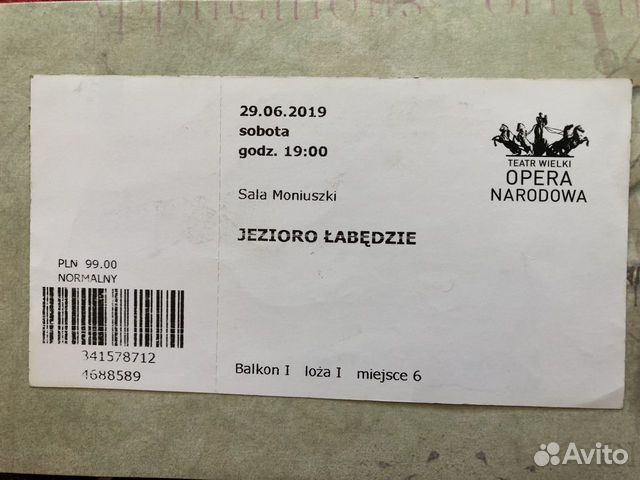 29.06.2019
sobota
godz. 19:00
Sala Moniuszki
JEZIORO ŁABĘDZIE
Balkon I loża I miejsce 6
TEATR WIELKI
OPERA
NARODOWA
PLN 99.00
NORMALNY
341578712
4688589
Avito